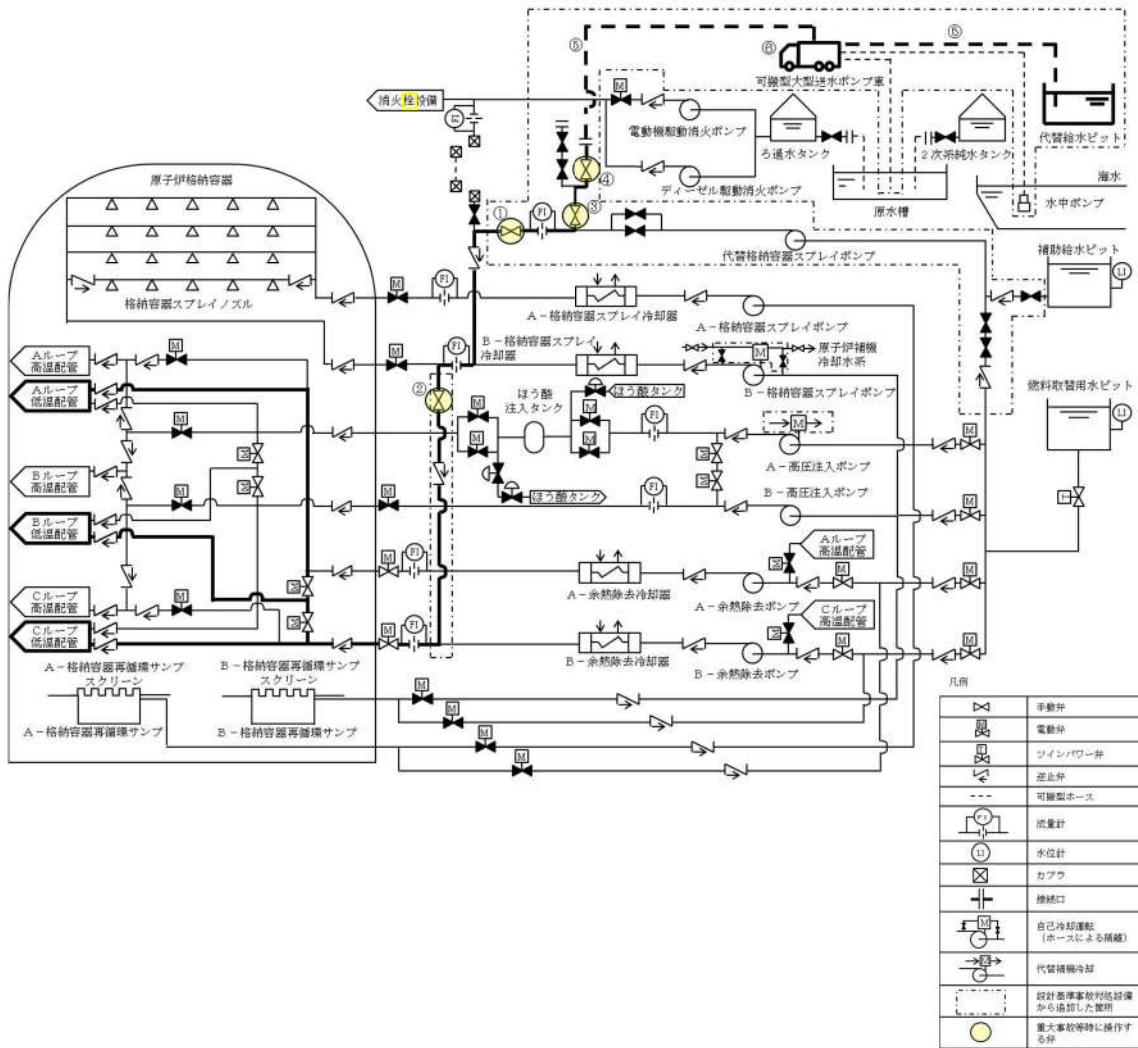 ⑤
⑥
⑥
可搬型大型送水ポンプ車
消火栓設備
FI
M
電動機駆動消火ポンプ
ろ過水タンク
2次系純水タンク
代替給水ピット
海水
④
ディーゼル駆動消火ポンプ
原水槽
水中ポンプ
原子炉格納容器
①
FI
③
代替格納容器スプレイポンプ
補助給水ピット
LI
格納容器スプレイノズル
M
FI
A-格納容器スプレイ冷却器
A-格納容器スプレイポンプ
B-格納容器スプレイ
冷却器
原子炉補機
冷却水系
M
FI
M
B-格納容器スプレイポンプ
Aループ
高温配管
M
Aループ
低温配管
②
ほう酸
注入タンク
ほう酸タンク
燃料取替用水ピット
LI
M
M
M
M
M
FI
M
M
M
A-高圧注入ポンプ
M
T
Bループ
高温配管
M
M
M
M
ほう酸タンク
FI
B-高圧注入ポンプ
M
Bループ
低温配管
Aループ
高温配管
M
FI
M
M
M
M
A-余熱除去冷却器
A-余熱除去ポンプ
Cループ
高温配管
M
M
Cループ
高温配管
Cループ
低温配管
M
FI
M
M
M
B-余熱除去冷却器
B-余熱除去ポンプ
A-格納容器再循環サンプ
スクリーン
B-格納容器再循環サンプ
スクリーン
A-格納容器再循環サンプ
B-格納容器再循環サンプ
M
M
M
M
凡例
手動弁
M
電動弁
T
ツインパワー弁
逆止弁
可搬型ホース
FI
流量計
LI
水位計
カプラ
接続口
M
自己冷却運転
(ホースによる隔離)
M
代替補機冷却
設計基準事故対処設備
から追加した箇所
重大事故等時に操作す
る弁